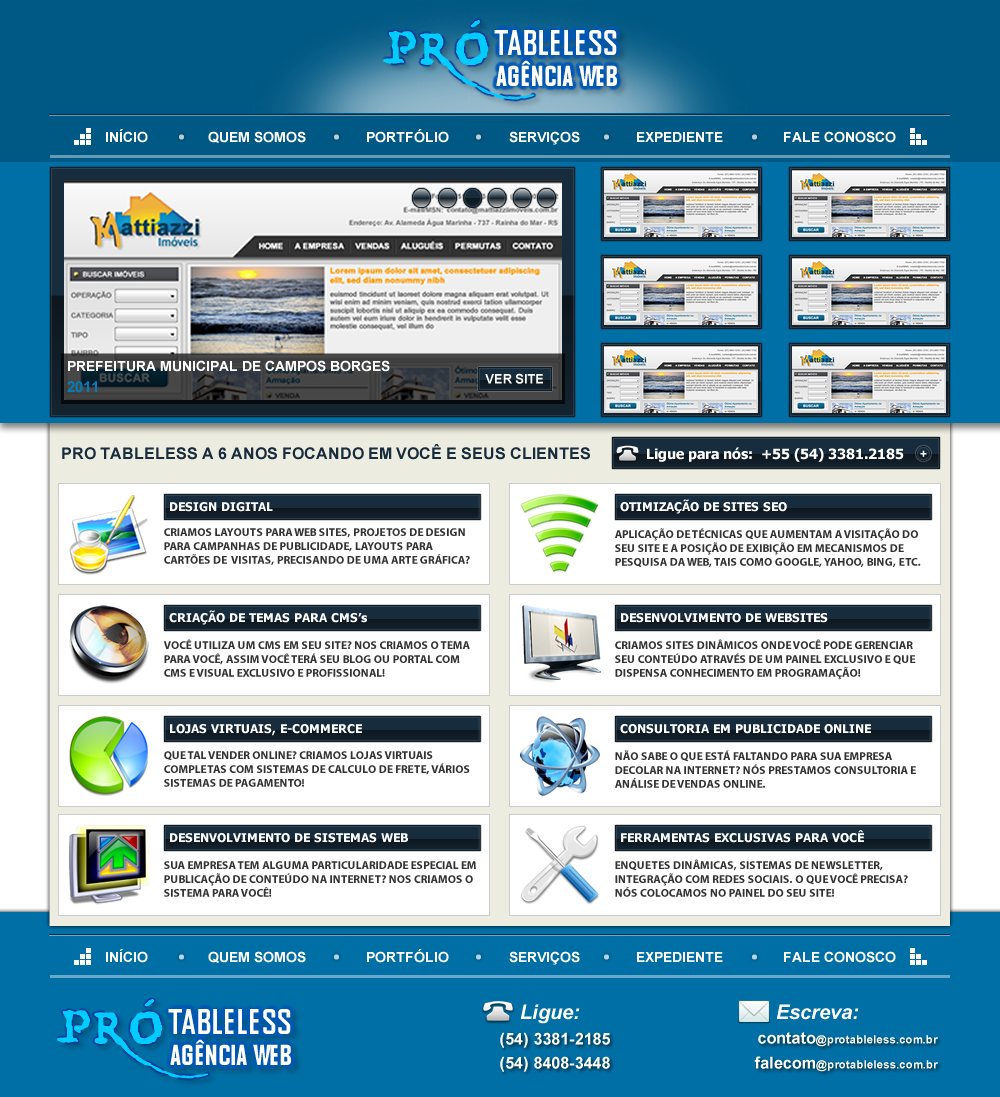 PRÓ TABLELESS
AGÊNCIA WEB
INÍCIO QUEM SOMOS PORTFÓLIO SERVIÇOS EXPEDIENTE FALE CONOSCO
Mattiazzi
Imóveis
E-mail/MSN: contato@mattiazziimoveis.com.br
Endereço: Av. Alameda Água Marinha - 737 - Rainha do Mar - RS
HOME A EMPRESA VENDAS ALUGUÉIS PERMUTAS CONTATO
BUSCAR IMÓVEIS
OPERAÇÃO
CATEGORIA
TIPO
BAIRRO
BUSCAR
Lorem ipsum dolor sit amet, consectetuer adipiscing
elit, sed diam nonummy nibh
euismod tincidunt ut laoreet dolore magna aliquam erat volutpat. Ut
wisi enim ad minim veniam, quis nostrud exerci tation ullamcorper
suscipit lobortis nisl ut aliquip ex ea commodo consequat. Duis
autem vel eum iriure dolor in hendrerit in vulputate velit esse
molestie consequat, vel illum do
Armação
VENDA
VENDA
PREFEITURA MUNICIPAL DE CAMPOS BORGES
2011
VER SITE
PRO TABLELESS A 6 ANOS FOCANDO EM VOCÊ E SEUS CLIENTES
Ligue para nós: +55 (54) 3381.2185
DESIGN DIGITAL
CRIAMOS LAYOUTS PARA WEB SITES, PROJETOS DE DESIGN
PARA CAMPANHAS DE PUBLICIDADE, LAYOUTS PARA
CARTÕES DE VISITAS, PRECISANDO DE UMA ARTE GRÁFICA?
OTIMIZAÇÃO DE SITES SEO
APLICAÇÃO DE TÉCNICAS QUE AUMENTAM A VISITAÇÃO DO
SEU SITE E A POSIÇÃO DE EXIBIÇÃO EM MECANISMOS DE
PESQUISA DA WEB, TAIS COMO GOOGLE, YAHOO, BING, ETC.
CRIAÇÃO DE TEMAS PARA CMS's
VOCÊ UTILIZA UM CMS EM SEU SITE? NOS CRIAMOS O TEMA
PARA VOCÊ, ASSIM VOCÊ TERÁ SEU BLOG OU PORTAL COM
CMS E VISUAL EXCLUSIVO E PROFISSIONAL!
DESENVOLVIMENTO DE WEBSITES
CRIAMOS SITES DINÂMICOS ONDE VOCÊ PODE GERENCIAR
SEU CONTEÚDO ATRAVÉS DE UM PAINEL EXCLUSIVO E QUE
DISPENSA CONHECIMENTO EM PROGRAMAÇÃO!
LOJAS VIRTUAIS, E-COMMERCE
QUE TAL VENDER ONLINE? CRIAMOS LOJAS VIRTUAIS
COMPLETAS COM SISTEMAS DE CALCULO DE FRETE, VÁRIOS
SISTEMAS DE PAGAMENTO!
CONSULTORIA EM PUBLICIDADE ONLINE
NÃO SABE O QUE ESTÁ FALTANDO PARA SUA EMPRESA
DECOLAR NA INTERNET? NÓS PRESTAMOS CONSULTORIA E
ANÁLISE DE VENDAS ONLINE.
DESENVOLVIMENTO DE SISTEMAS WEB
SUA EMPRESA TEM ALGUMA PARTICULARIDADE ESPECIAL EM
PUBLICAÇÃO DE CONTEÚDO NA INTERNET? NOS CRIAMOS O
SISTEMA PARA VOCÊ!
FERRAMENTAS EXCLUSIVAS PARA VOCÊ
ENQUETES DINÂMICAS, SISTEMAS DE NEWSLETTER,
INTEGRAÇÃO COM REDES SOCIAIS. O QUE VOCÊ PRECISA?
NÓS COLOCAMOS NO PAINEL DO SEU SITE!
INÍCIO QUEM SOMOS PORTFÓLIO SERVIÇOS EXPEDIENTE FALE CONOSCO
PRÓ TABLELESS
AGÊNCIA WEB
Ligue:
(54) 3381-2185
(54) 8408-3448
Escreva:
contato@protableless.com.br
falecom@protableless.com.br